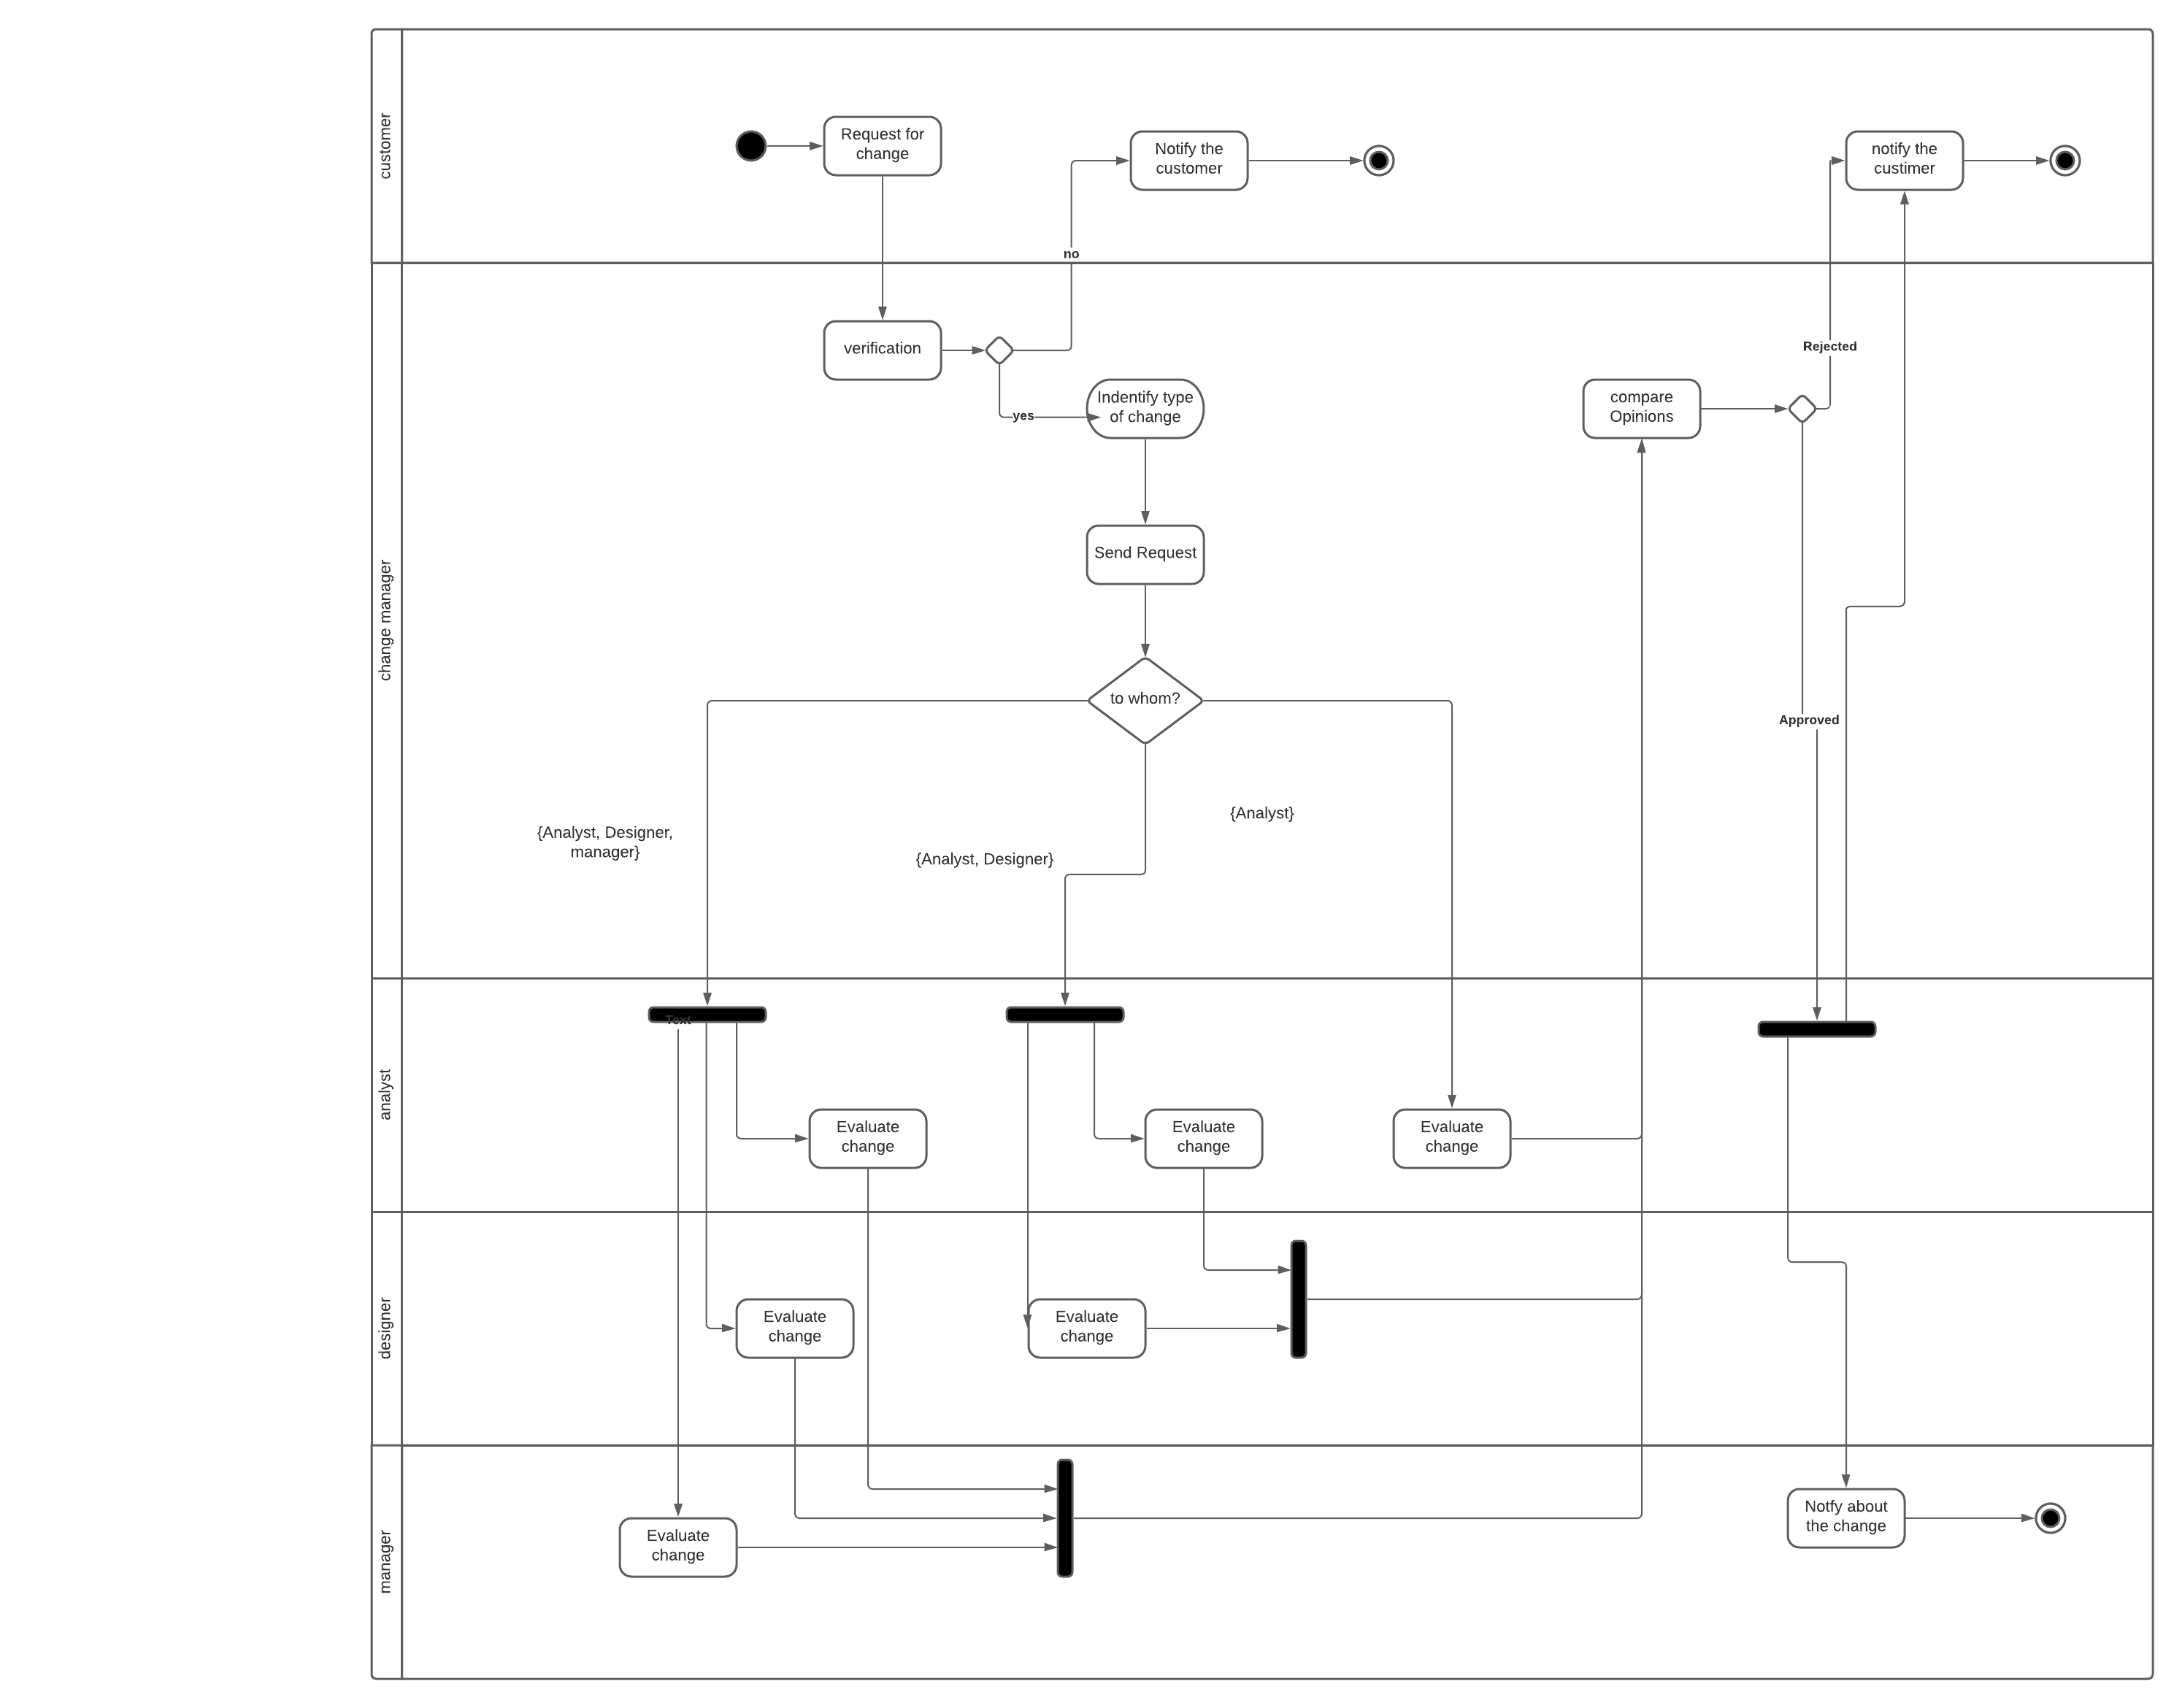 customer
Request for
change
Notify the
customer
notify the
custimer
no
change manager
verification
yes
Indentify type
of change
compare
Opinions
Rejected
Send Request
to whom?
Approved
{Analyst}
{Analyst, Designer,
manager}
{Analyst, Designer}
analyst
Text
Evaluate
change
Evaluate
change
Evaluate
change
designer
Evaluate
change
Evaluate
change
manager
Evaluate
change
Notfy about
the change